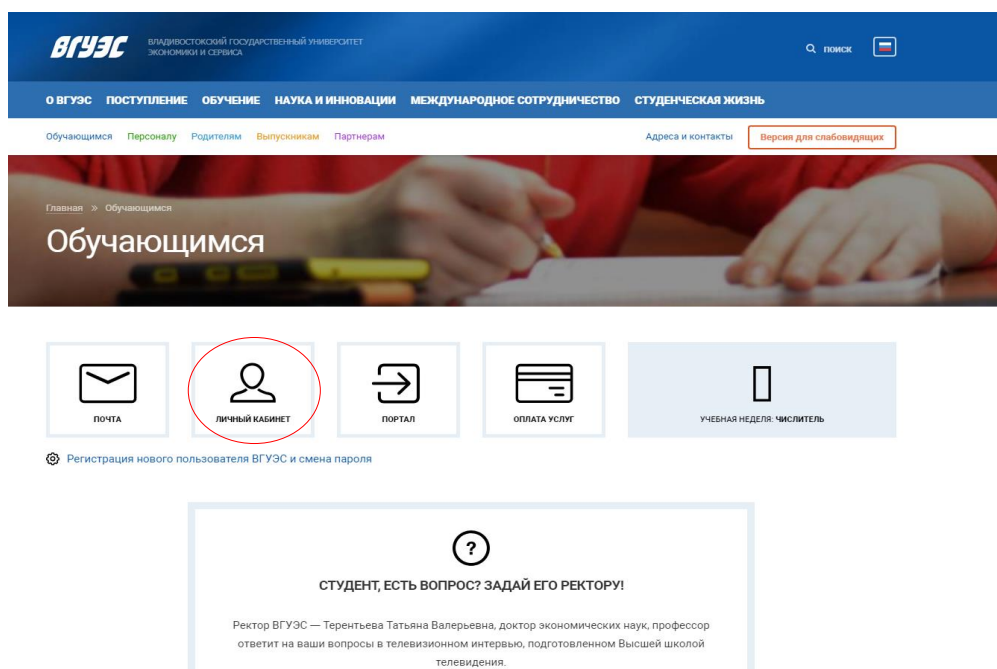 ВГУЭС
ВЛАДИВОСТОКСКИЙ ГОСУДАРСТВЕННЫЙ УНИВЕРСИТЕТ
ЭКОНОМИКИ И СЕРВИСА
ПОИСК
О ВГУЭС ПОСТУПЛЕНИЕ ОБУЧЕНИЕ НАУКА И ИННОВАЦИИ МЕЖДУНАРОДНОЕ СОТРУДНИЧЕСТВО СТУДЕНЧЕСКАЯ ЖИЗНЬ
Обучающимся Персоналу Родителям Выпускникам Партнерам Адреса и контакты Версия для слабовидящих
Главная » Обучающимся
Обучающимся
ПОЧТА ЛИЧНЫЙ КАБИНЕТ ПОРТАЛ ОПЛАТА УСЛУГ УЧЕБНАЯ НЕДЕЛЯ: ЧИСЛИТЕЛЬ
Регистрация нового пользователя ВГУЭС и смена пароля
?
СТУДЕНТ, ЕСТЬ ВОПРОС? ЗАДАЙ ЕГО РЕКТОРУ!
Ректор ВГУЭС — Терентьева Татьяна Валерьевна, доктор экономических наук, профессор
ответит на ваши вопросы в телевизионном интервью, подготовленном Высшей школой
телевидения.